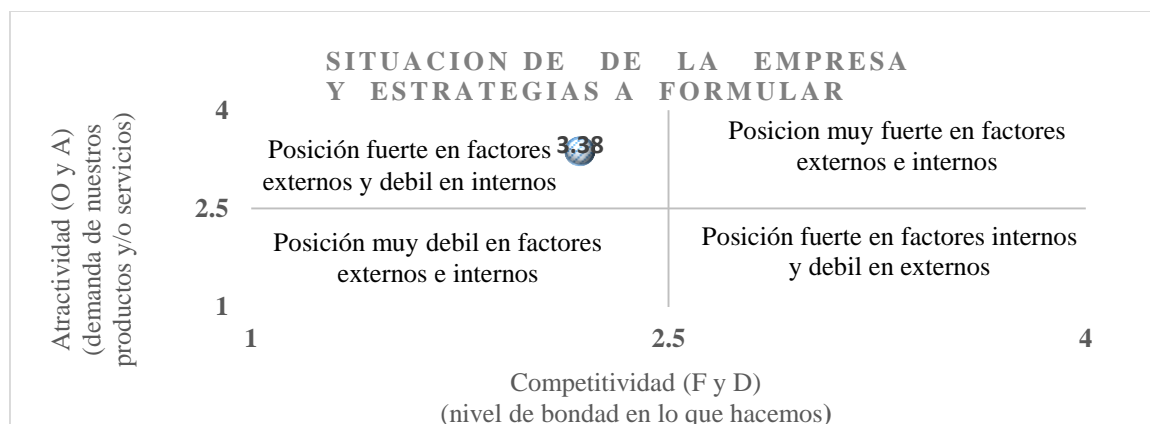 SITUACION DE DE LA EMPRESA
Y ESTRATEGIAS A FORMULAR
Atractividad (O y A)
(demanda de nuestros
productos y/o servicios)
4
Posición fuerte en factores
externos y debil en internos
3.38
Posicion muy fuerte en factores
externos e internos
2.5
Posición muy debil en factores
externos e internos
Posición fuerte en factores internos
y debil en externos
1
1
2.5
4
Competitividad (F y D)
(nivel de bondad en lo que hacemos)